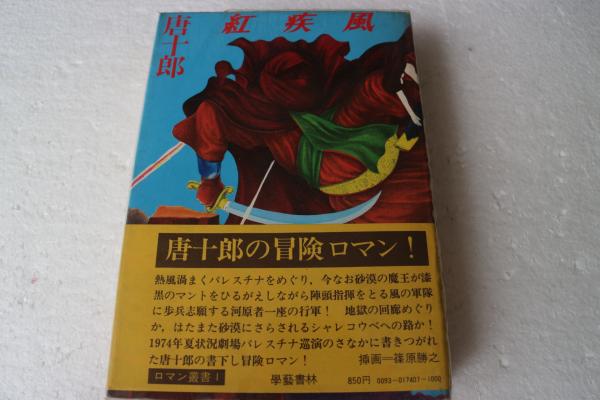 紅疾風
唐十郎
唐十郎の冒険ロマン!
熱風渦まくパレスチナをめぐり、今なお砂漠の魔王が漆
黒のマントをひるがえしながら陣頭指揮をとる風の軍隊
に歩兵志願する河原者一座の行軍! 地獄の回廊めぐり
か、はたまた砂漠にさらされるシャレコウベへの路か!
1974年夏状況劇場パレスチナ巡演のさなかに書きつがれ
た唐十郎の書下し冒険ロマン! 挿画=篠原勝之
ロマン叢書 I 學藝書林 850円 0093-017407-1000